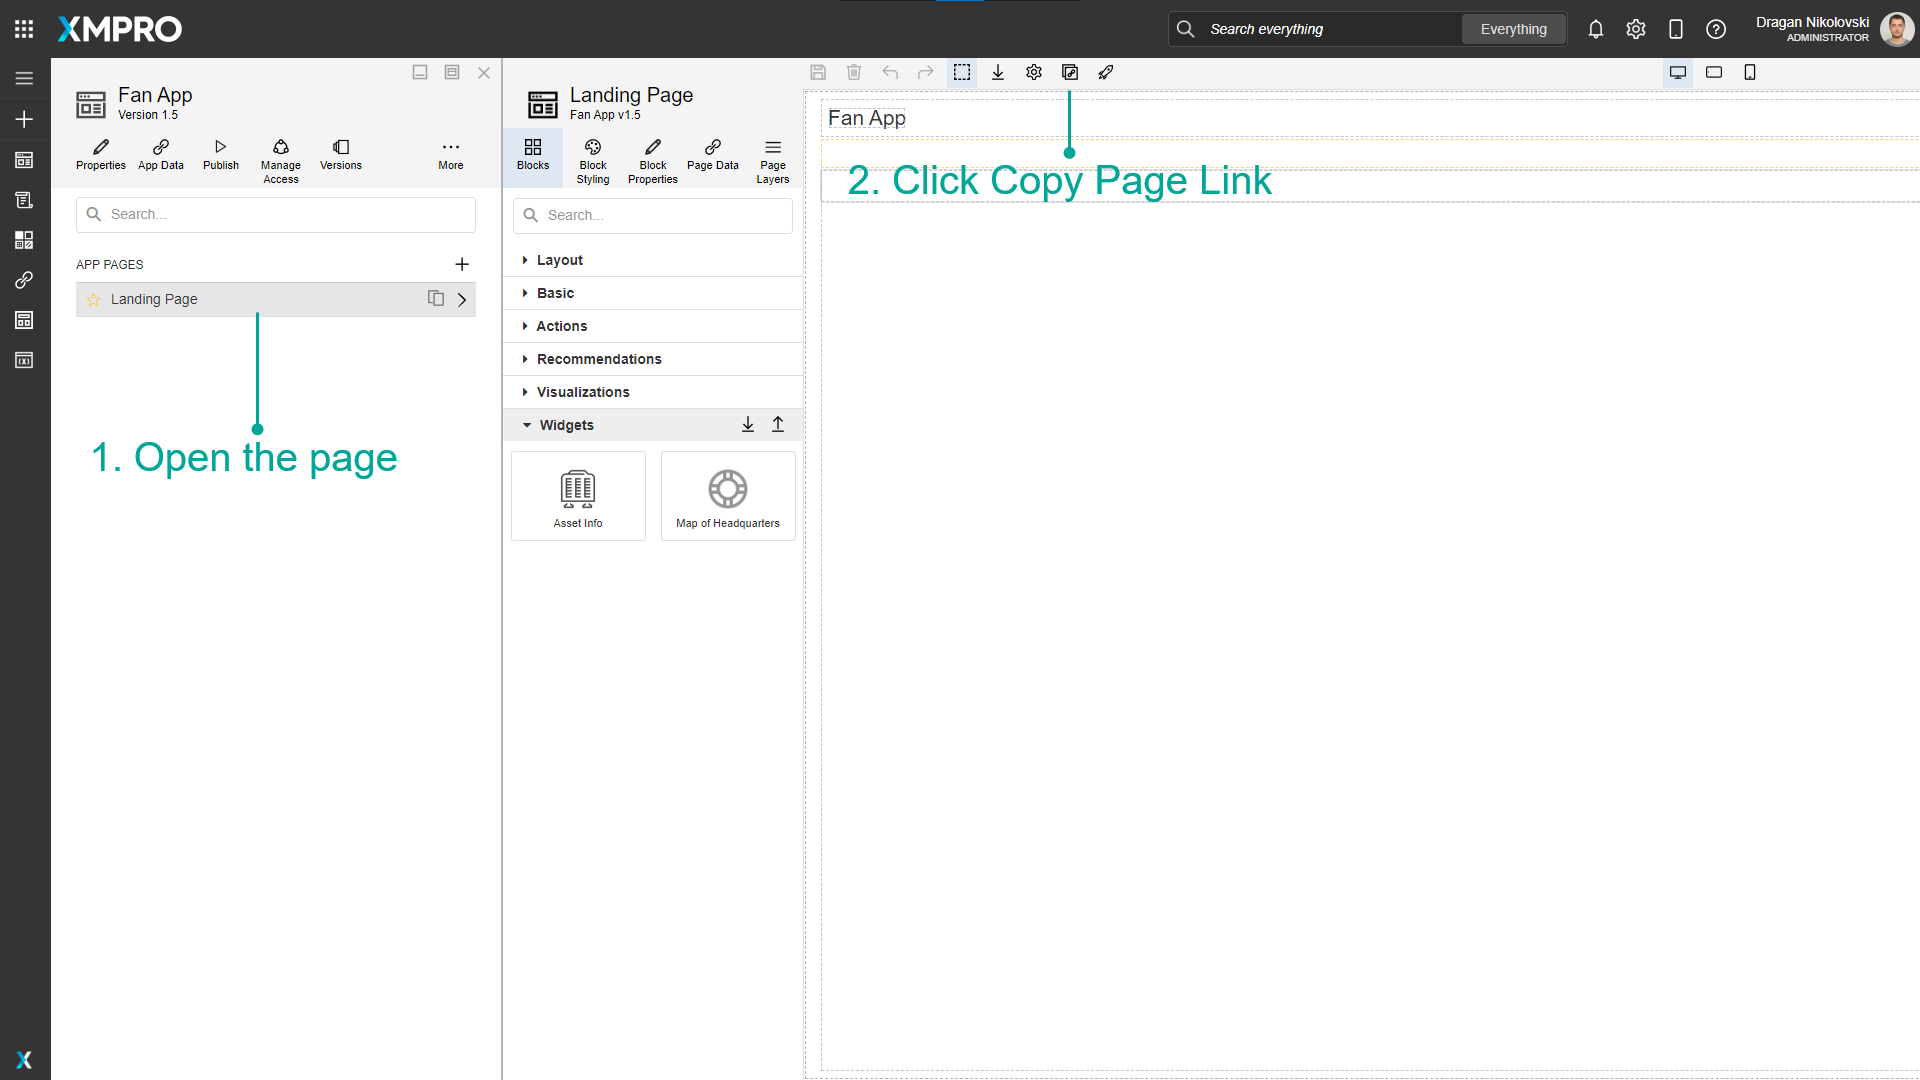 XMPRO
Search everything
Everything
Dragan Nikolovski
ADMINISTRATOR
Fan App
Version 1.5
Properties
App Data
Publish
Manage
Access
Versions
More
Search...
APP PAGES
Landing Page
1. Open the page
Landing Page
Fan App v1.5
Blocks
Block
Styling
Block
Properties
Page Data
Page
Layers
Search...
Layout
Basic
Actions
Recommendations
Visualizations
Widgets
Asset Info
Map of Headquarters
Fan App
2. Click Copy Page Link